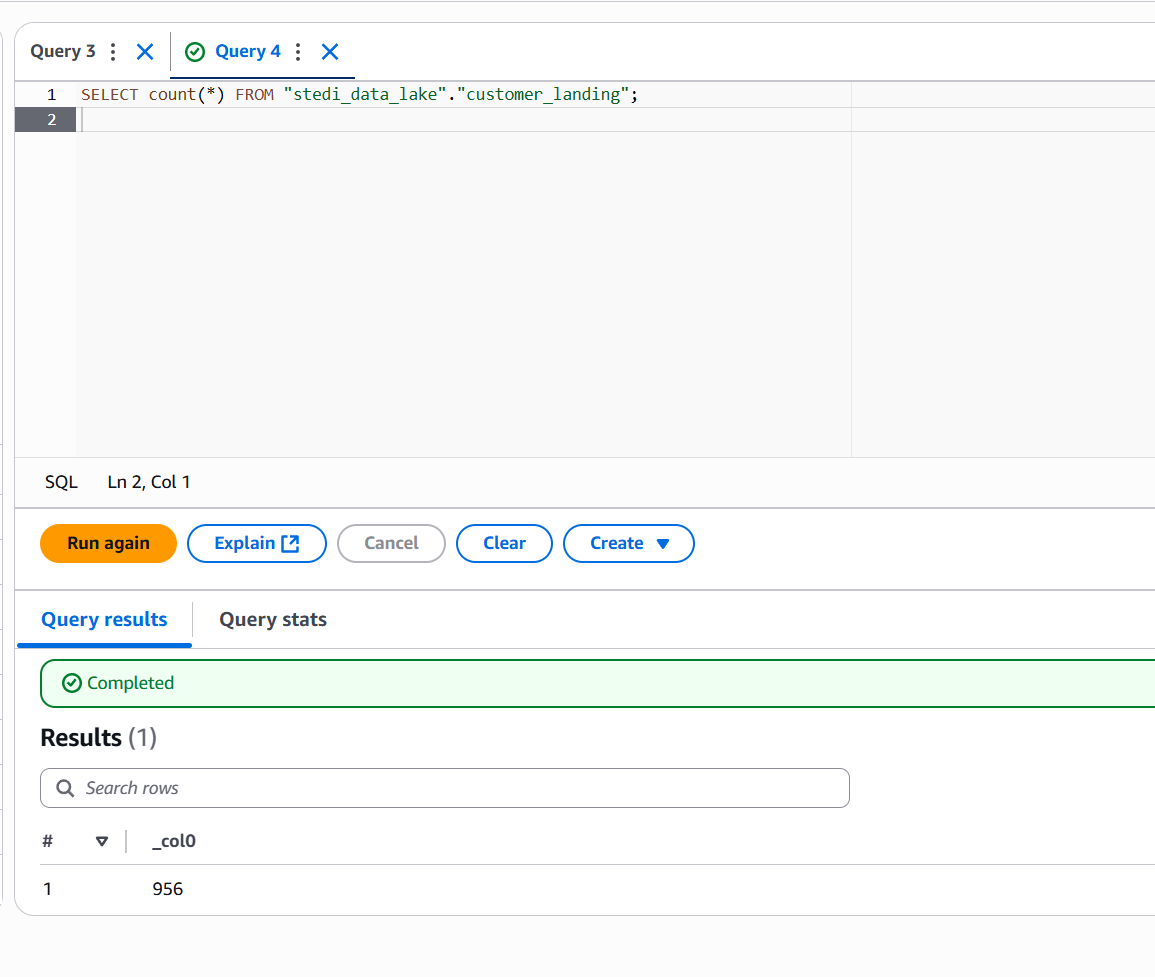 Query 3 Query 4
1 SELECT count(*) FROM "stedi_data_lake"."customer_landing";
2
SQL Ln 2, Col 1
Run again Explain Cancel Clear Create
Query results Query stats
Completed
Results (1)
Search rows
# _col0
1 956